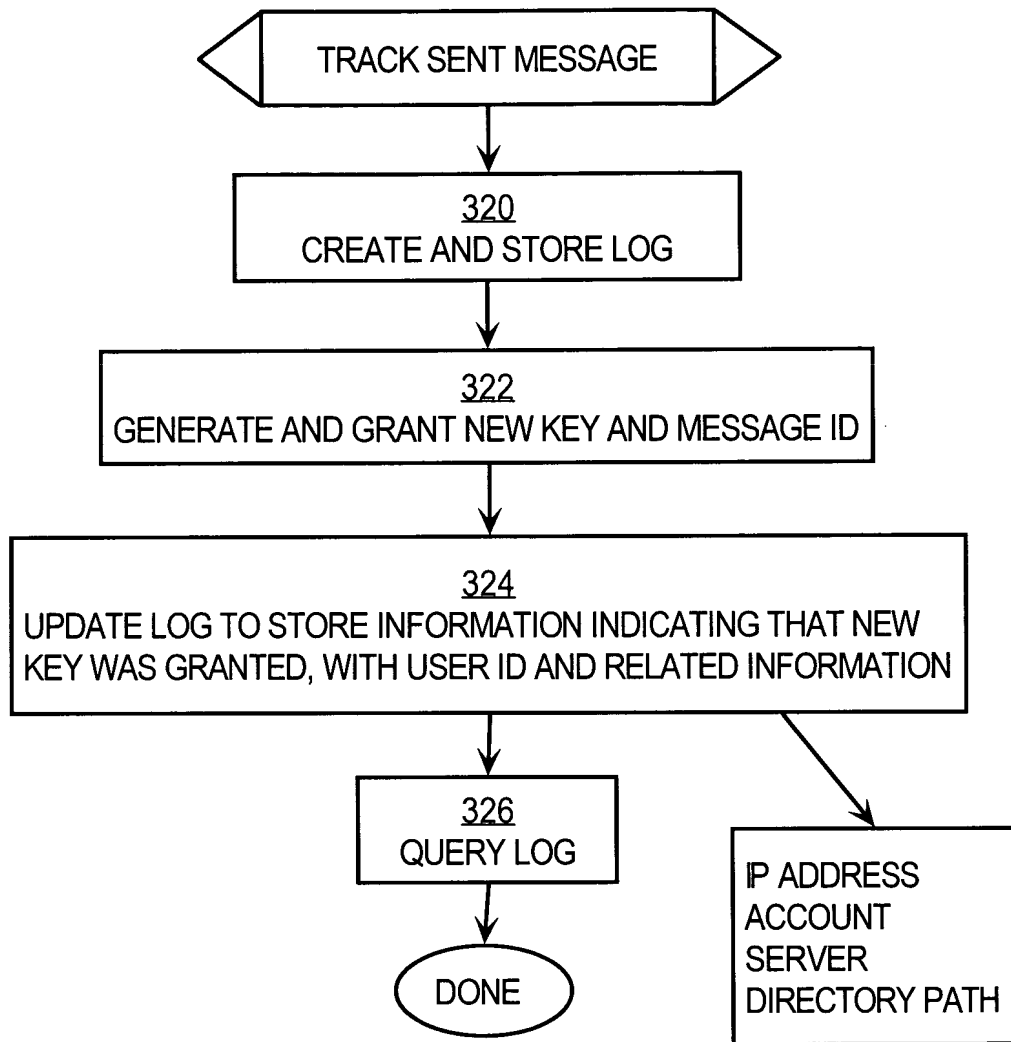 TRACK SENT MESSAGE
320
CREATE AND STORE LOG
322
GENERATE AND GRANT NEW KEY AND MESSAGE ID
324
UPDATE LOG TO STORE INFORMATION INDICATING THAT NEW
KEY WAS GRANTED, WITH USER ID AND RELATED INFORMATION
326
QUERY LOG
IP ADDRESS
ACCOUNT
SERVER
DIRECTORY PATH
DONE